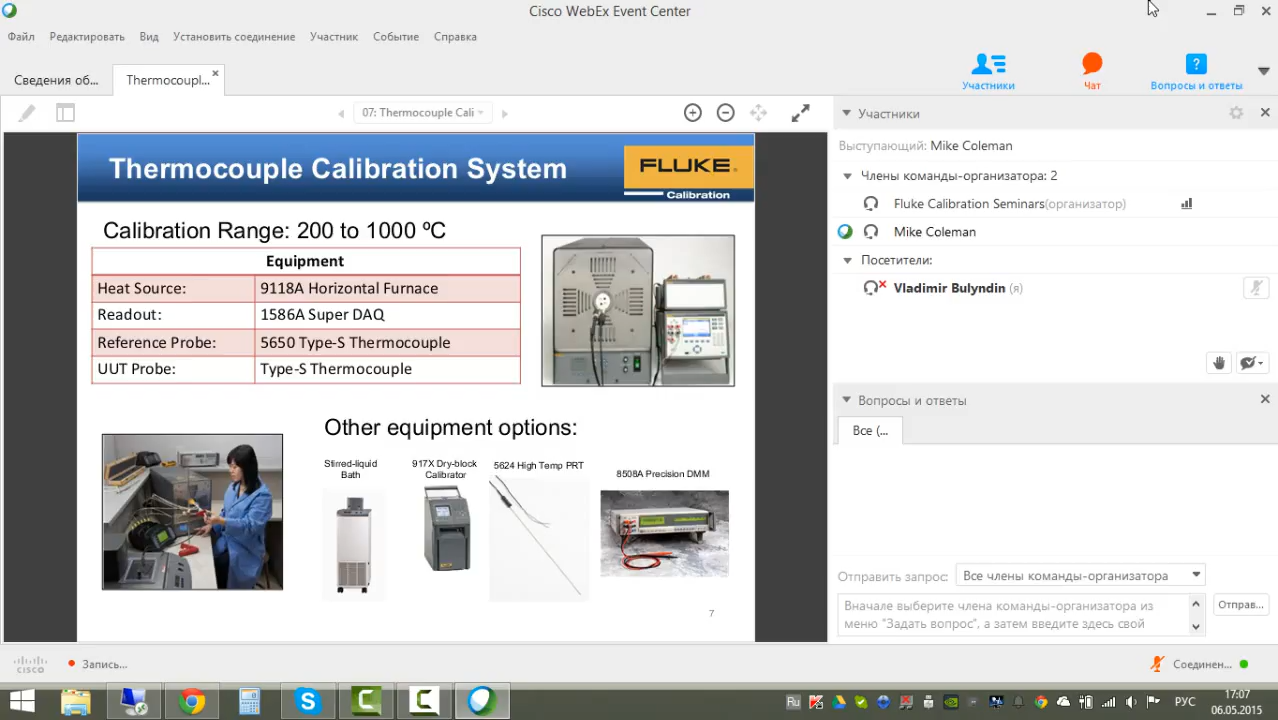 Cisco WebEx Event Center
Файл Редактировать Вид Установить соединение Участник Событие Справка
Сведения об... Thermocoupl...
Участники Чат Вопросы и ответы
07: Thermocouple Cali
Thermocouple Calibration System
FLUKE®
Calibration
Calibration Range: 200 to 1000 ºC
Equipment
Heat Source: 9118A Horizontal Furnace
Readout: 1586A Super DAQ
Reference Probe: 5650 Type-S Thermocouple
UUT Probe: Type-S Thermocouple
Other equipment options:
Stirred-liquid
Bath
917X Dry-block
Calibrator
5624 High Temp PRT
8508A Precision DMM
7
Участники
Выступающий: Mike Coleman
Члены команды-организатора: 2
Fluke Calibration Seminars(организатор)
Mike Coleman
Посетители:
Vladimir Bulyndin (я)
Вопросы и ответы
Все (...
Отправить запрос: Все члены команды-организатора
Вначале выберите члена команды-организатора из
меню "Задать вопрос", а затем введите здесь свой
Отправ...
cisco
Запись...
Соединен...
Ru
РУС
17:07
06.05.2015